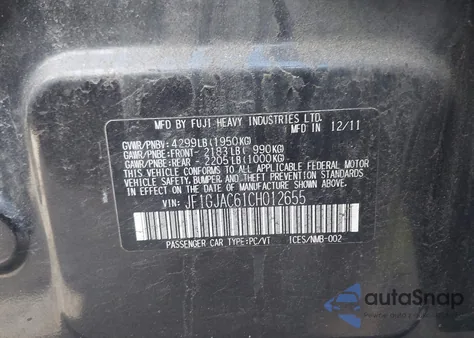 MFD BY FUJI HEAVY INDUSTRIES LTD.
MFD IN 12/11
GVWR/PNBV: 4299LB(1950KG)
GAWR/PNBE: FRONT- 2183LB( 990KG)
GAWR/PNBE: REAR - 2205LB(1000KG)
THIS VEHICLE CONFORMS TO ALL APPLICABLE FEDERAL MOTOR
VEHICLE SAFETY, BUMPER, AND THEFT
PREVENTION STANDARDS IN EFFECT ON THE DATE OF
MANUFACTURE SHOWN ABOVE.
VIN: JF1GJAC61CH012655
PASSENGER CAR TYPE:PC/VT ICES/NMB-002
autoSnap